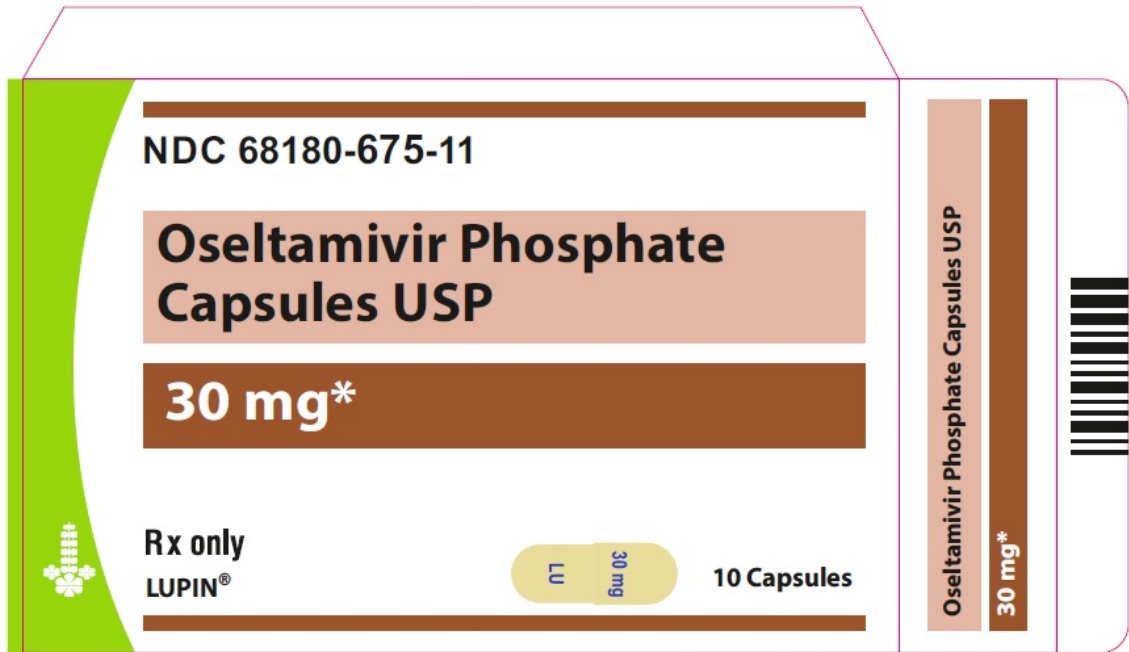 NDC 68180-675-11
Oseltamivir Phosphate
Capsules USP
30 mg*
Rx only
LUPIN®
LU
30 mg
10 Capsules
Oseltamivir Phosphate Capsules USP
30 mg*